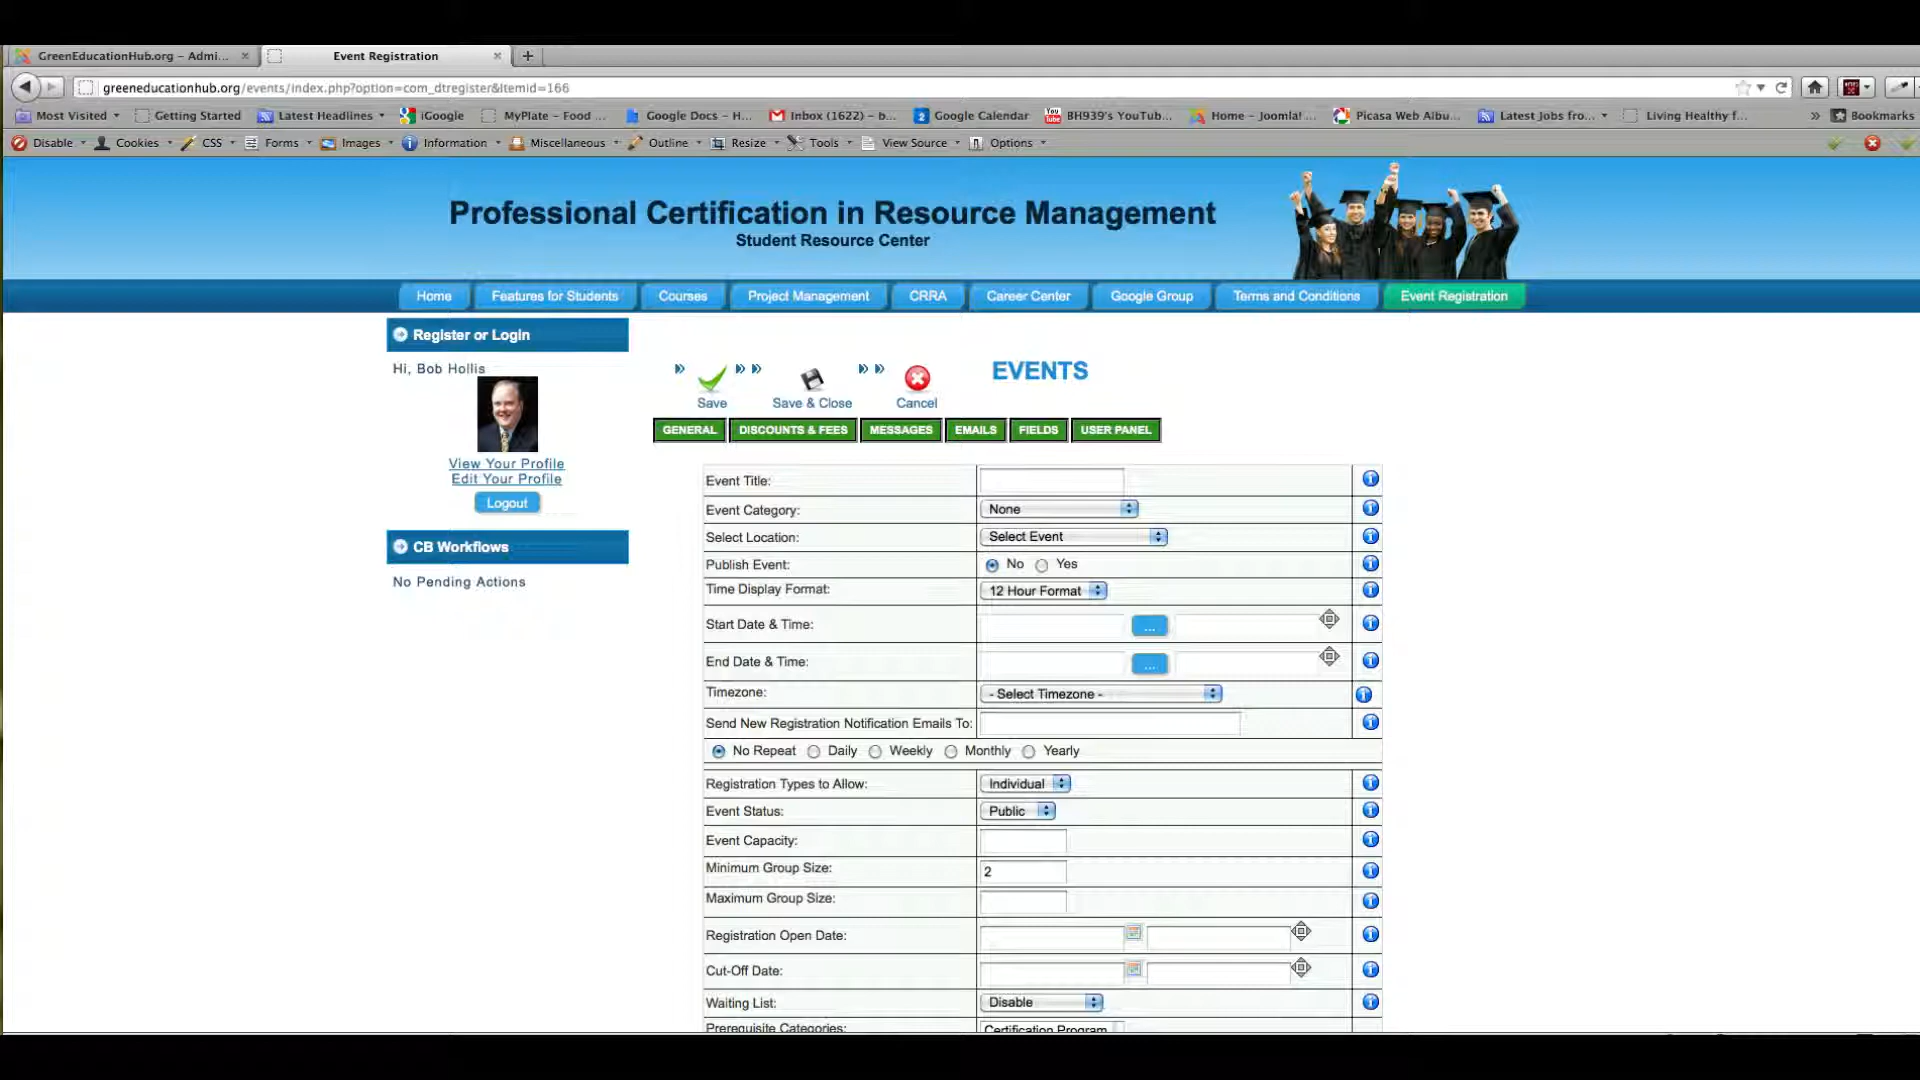 GreenEducationHub.org – Admi...
Event Registration
greeneducationhub.org/events/index.php?option=com_dtregister&Itemid=166
Most Visited Getting Started Latest Headlines iGoogle MyPlate – Food ... Google Docs – H... Inbox (1622) – b... Google Calendar BH939's YouTub... Home – Joomla! ... Picasa Web Albu... Latest Jobs fro... Living Healthy f... Bookmarks
Disable Cookies CSS Forms Images Information Miscellaneous Outline Resize Tools View Source Options
Professional Certification in Resource Management
Student Resource Center
Home Features for Students Courses Project Management CRRA Career Center Google Group Terms and Conditions Event Registration
Register or Login
Hi, Bob Hollis
View Your Profile
Edit Your Profile
Logout
CB Workflows
No Pending Actions
EVENTS
Save Save & Close Cancel
GENERAL DISCOUNTS & FEES MESSAGES EMAILS FIELDS USER PANEL
Event Title:
Event Category: None
Select Location: Select Event
Publish Event: No Yes
Time Display Format: 12 Hour Format
Start Date & Time: ...
End Date & Time: ...
Timezone: - Select Timezone -
Send New Registration Notification Emails To:
No Repeat Daily Weekly Monthly Yearly
Registration Types to Allow: Individual
Event Status: Public
Event Capacity:
Minimum Group Size: 2
Maximum Group Size:
Registration Open Date:
Cut-Off Date:
Waiting List: Disable
Prerequisite Categories: Certification Program